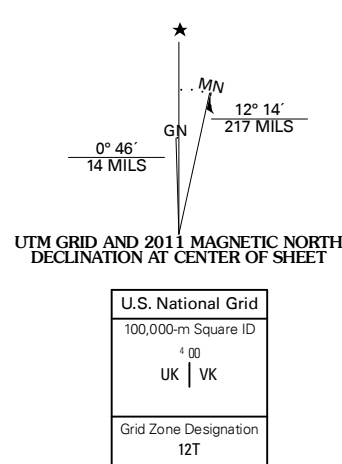 ★
MN
GN
12° 14´
217 MILS
0° 46´
14 MILS
UTM GRID AND 2011 MAGNETIC NORTH
DECLINATION AT CENTER OF SHEET
U.S. National Grid
100,000-m Square ID
4 00
UK VK
Grid Zone Designation
12T